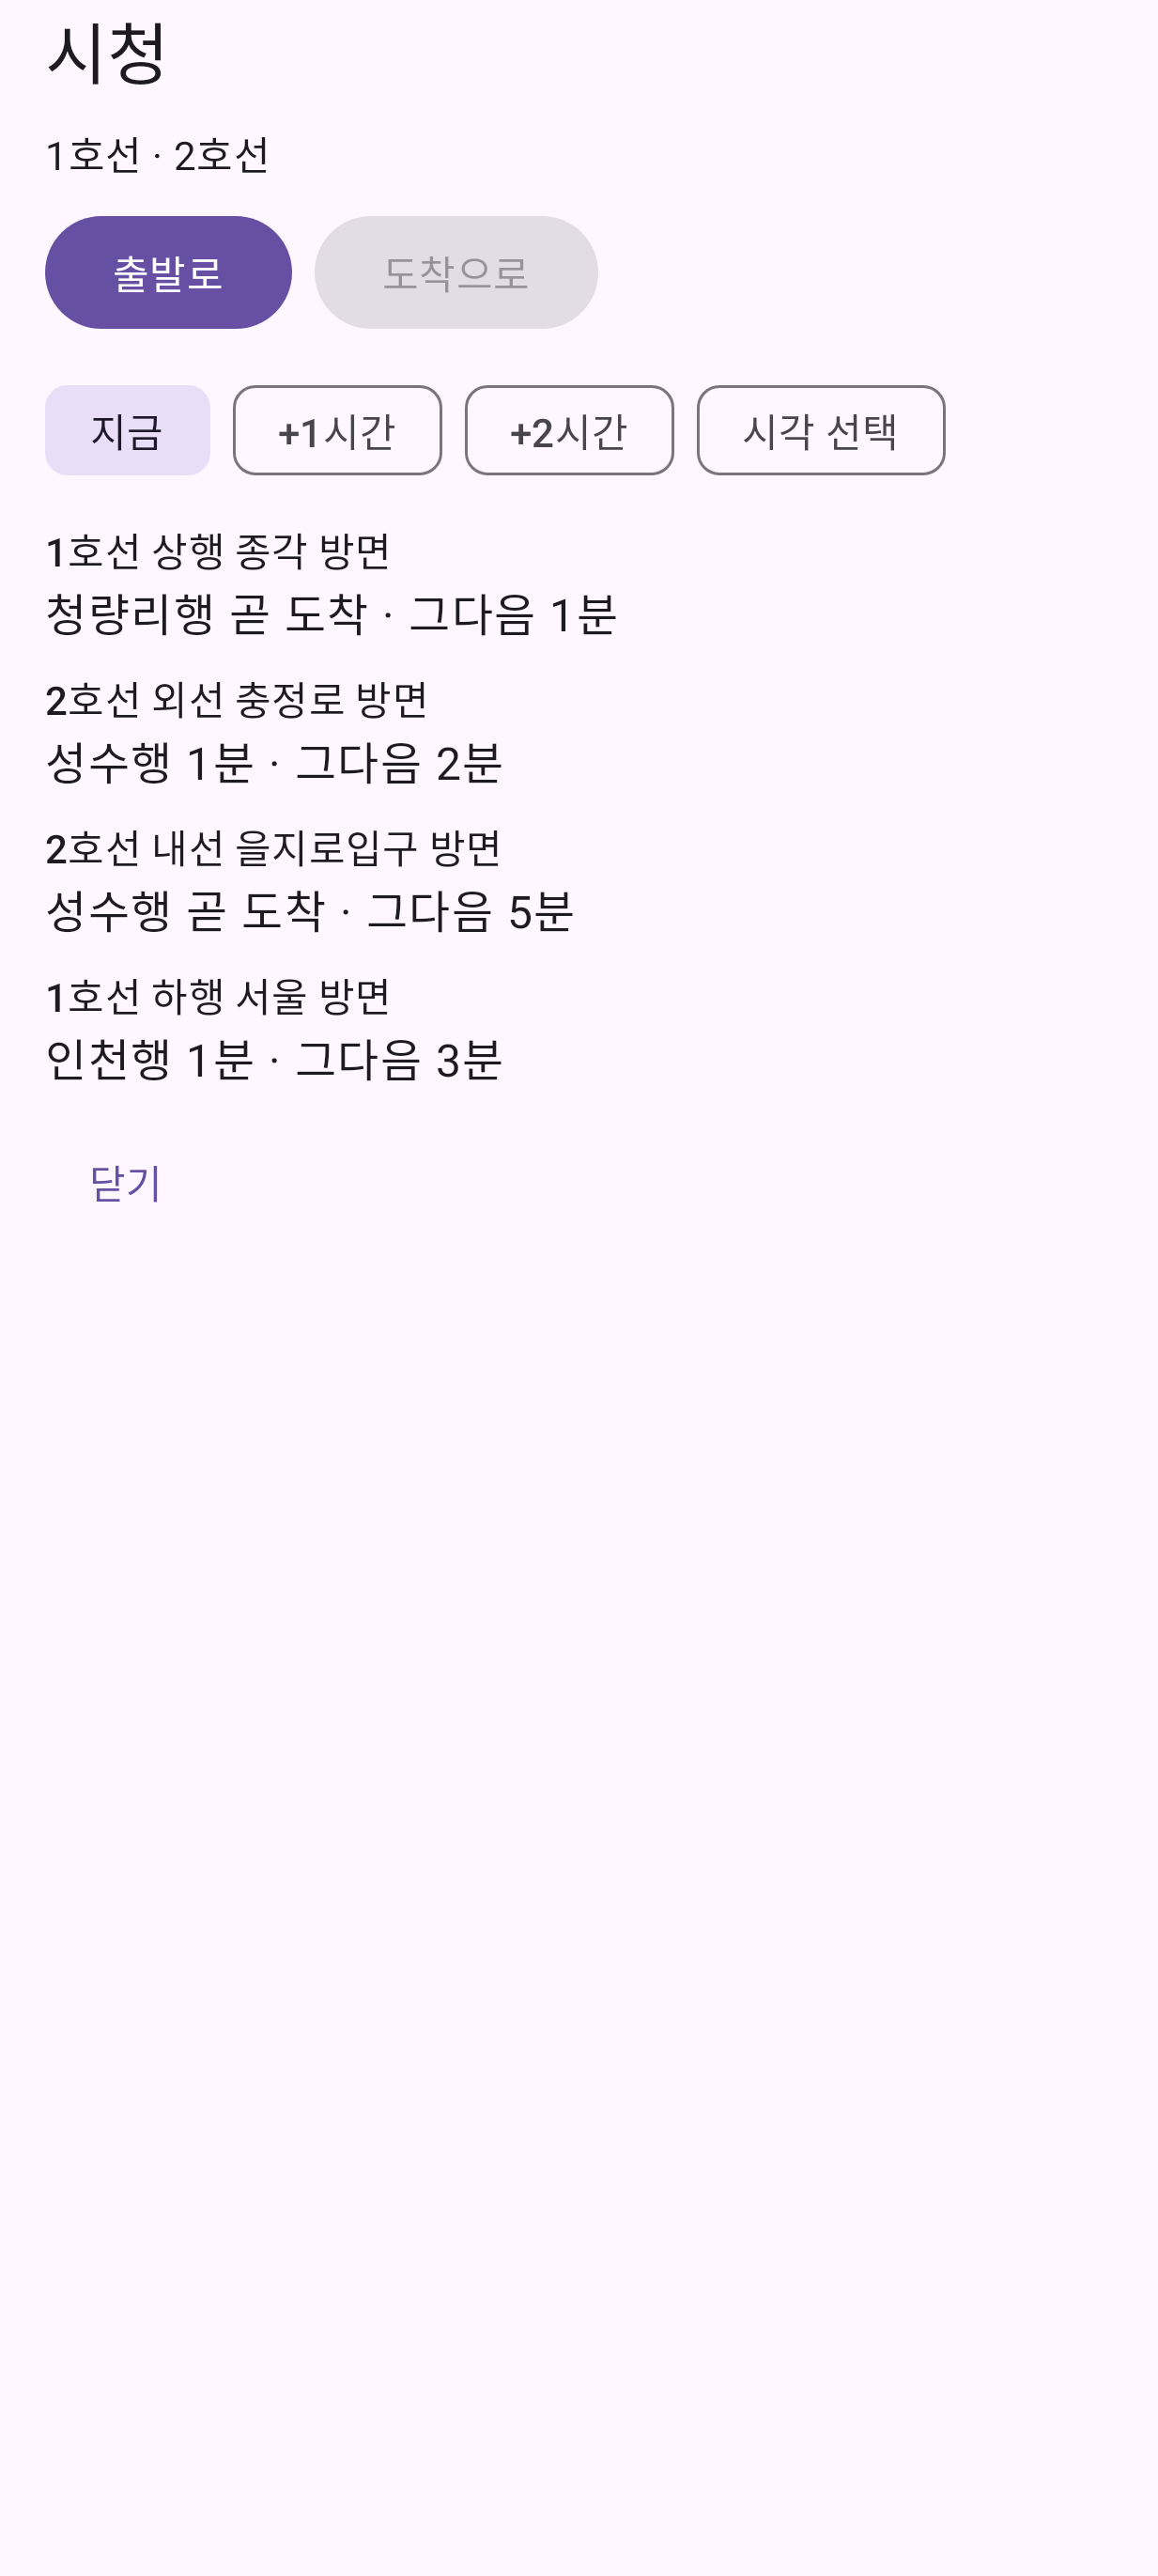 시청
1호선 · 2호선
출발로 도착으로
지금 +1시간 +2시간 시각 선택
1호선 상행 종각 방면
청량리행 곧 도착 · 그다음 1분
2호선 외선 충정로 방면
성수행 1분 · 그다음 2분
2호선 내선 을지로입구 방면
성수행 곧 도착 · 그다음 5분
1호선 하행 서울 방면
인천행 1분 · 그다음 3분
닫기